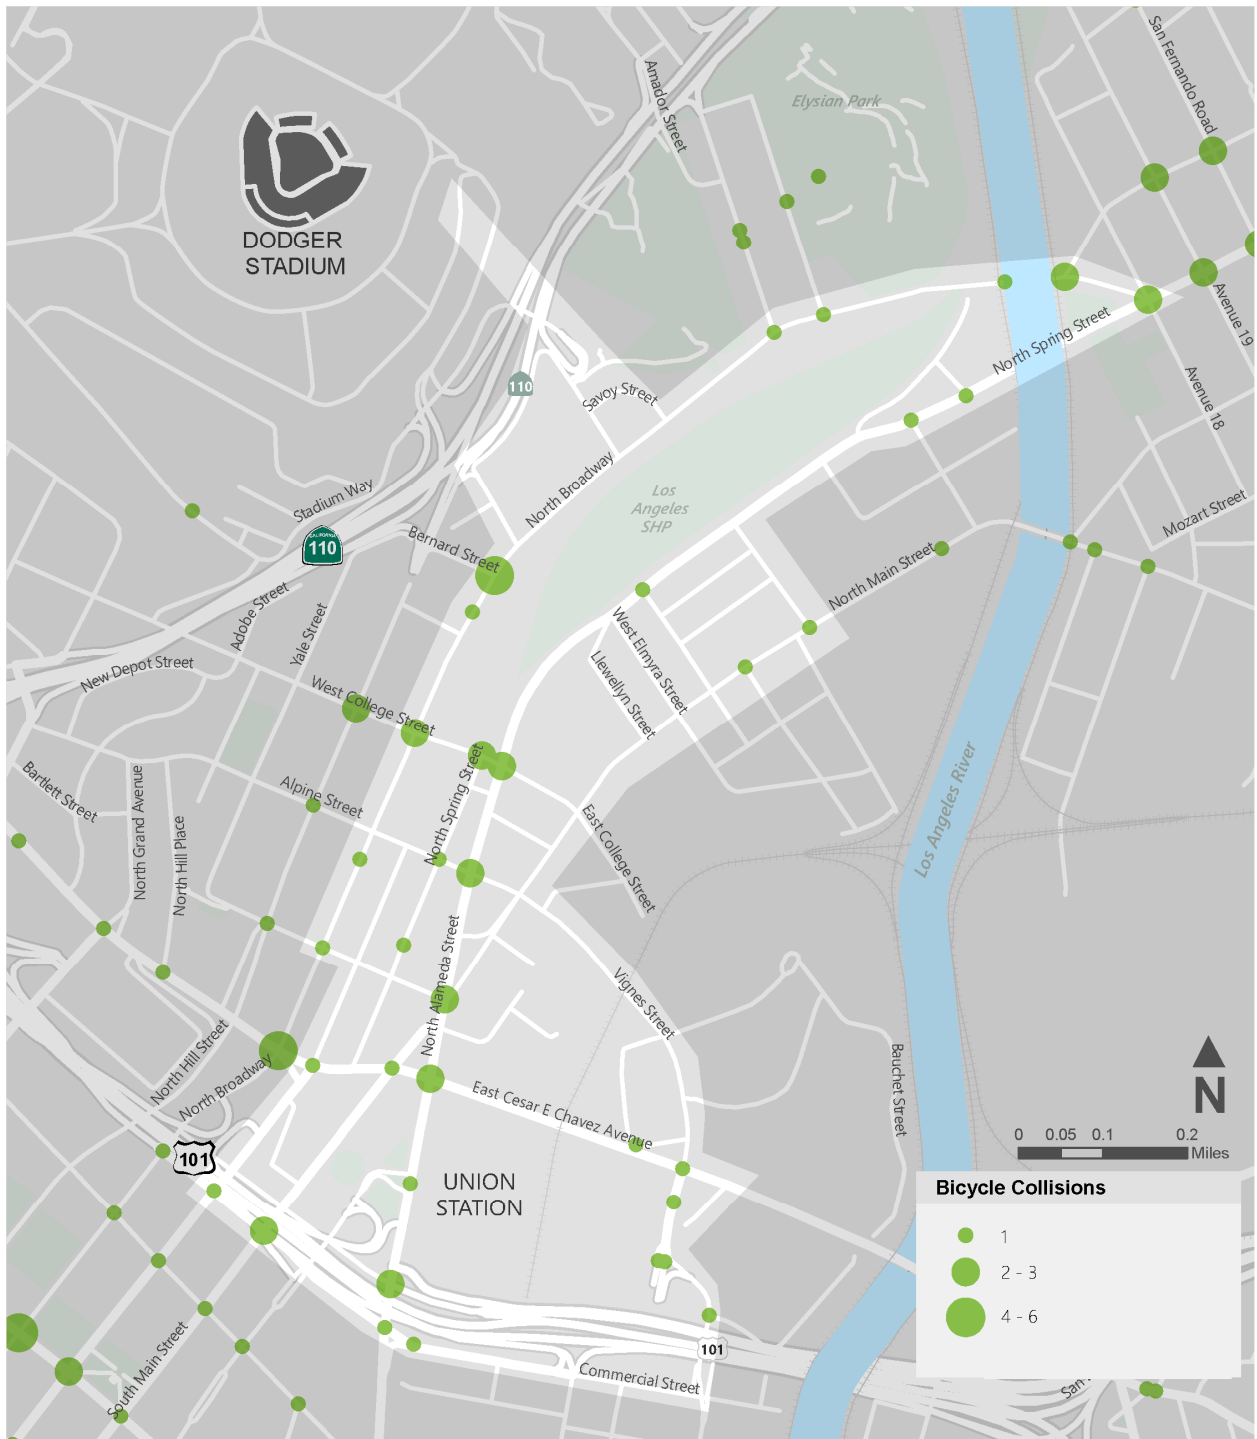 San Fernando Road
Amador Street
Elysian Park
DODGER
STADIUM
Avenue 19
North Spring Street
110
Savoy Street
Avenue 18
North Broadway
Stadium Way
Los
Angeles
SHP
Mozart Street
CALIFORNIA
110
Bernard Street
North Main Street
Adobe Street
Yale Street
West Elmyra Street
Llewellyn Street
New Depot Street
West College Street
Bartlett Street
North Grand Avenue
North Hill Place
Alpine Street
North Spring Street
East College Street
Los Angeles River
North Alameda Street
Vignes Street
North Hill Street
North Broadway
East Cesar E Chavez Avenue
Bauchet Street
N
0 0.05 0.1 0.2
Miles
101
UNION
STATION
Bicycle Collisions
1
2 - 3
4 - 6
101
South Main Street
Commercial Street
San